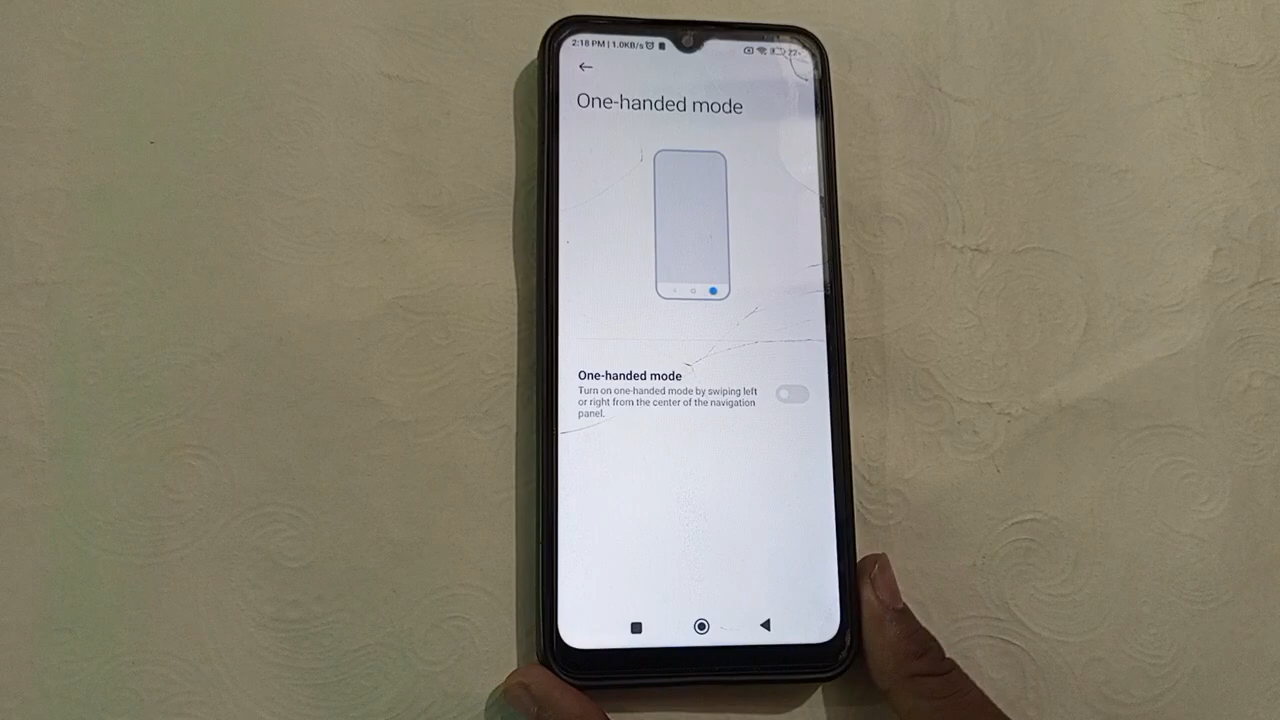 2:18 PM | 1.0KB/s
One-handed mode
One-handed mode
Turn on one-handed mode by swiping left
or right from the center of the navigation
panel.